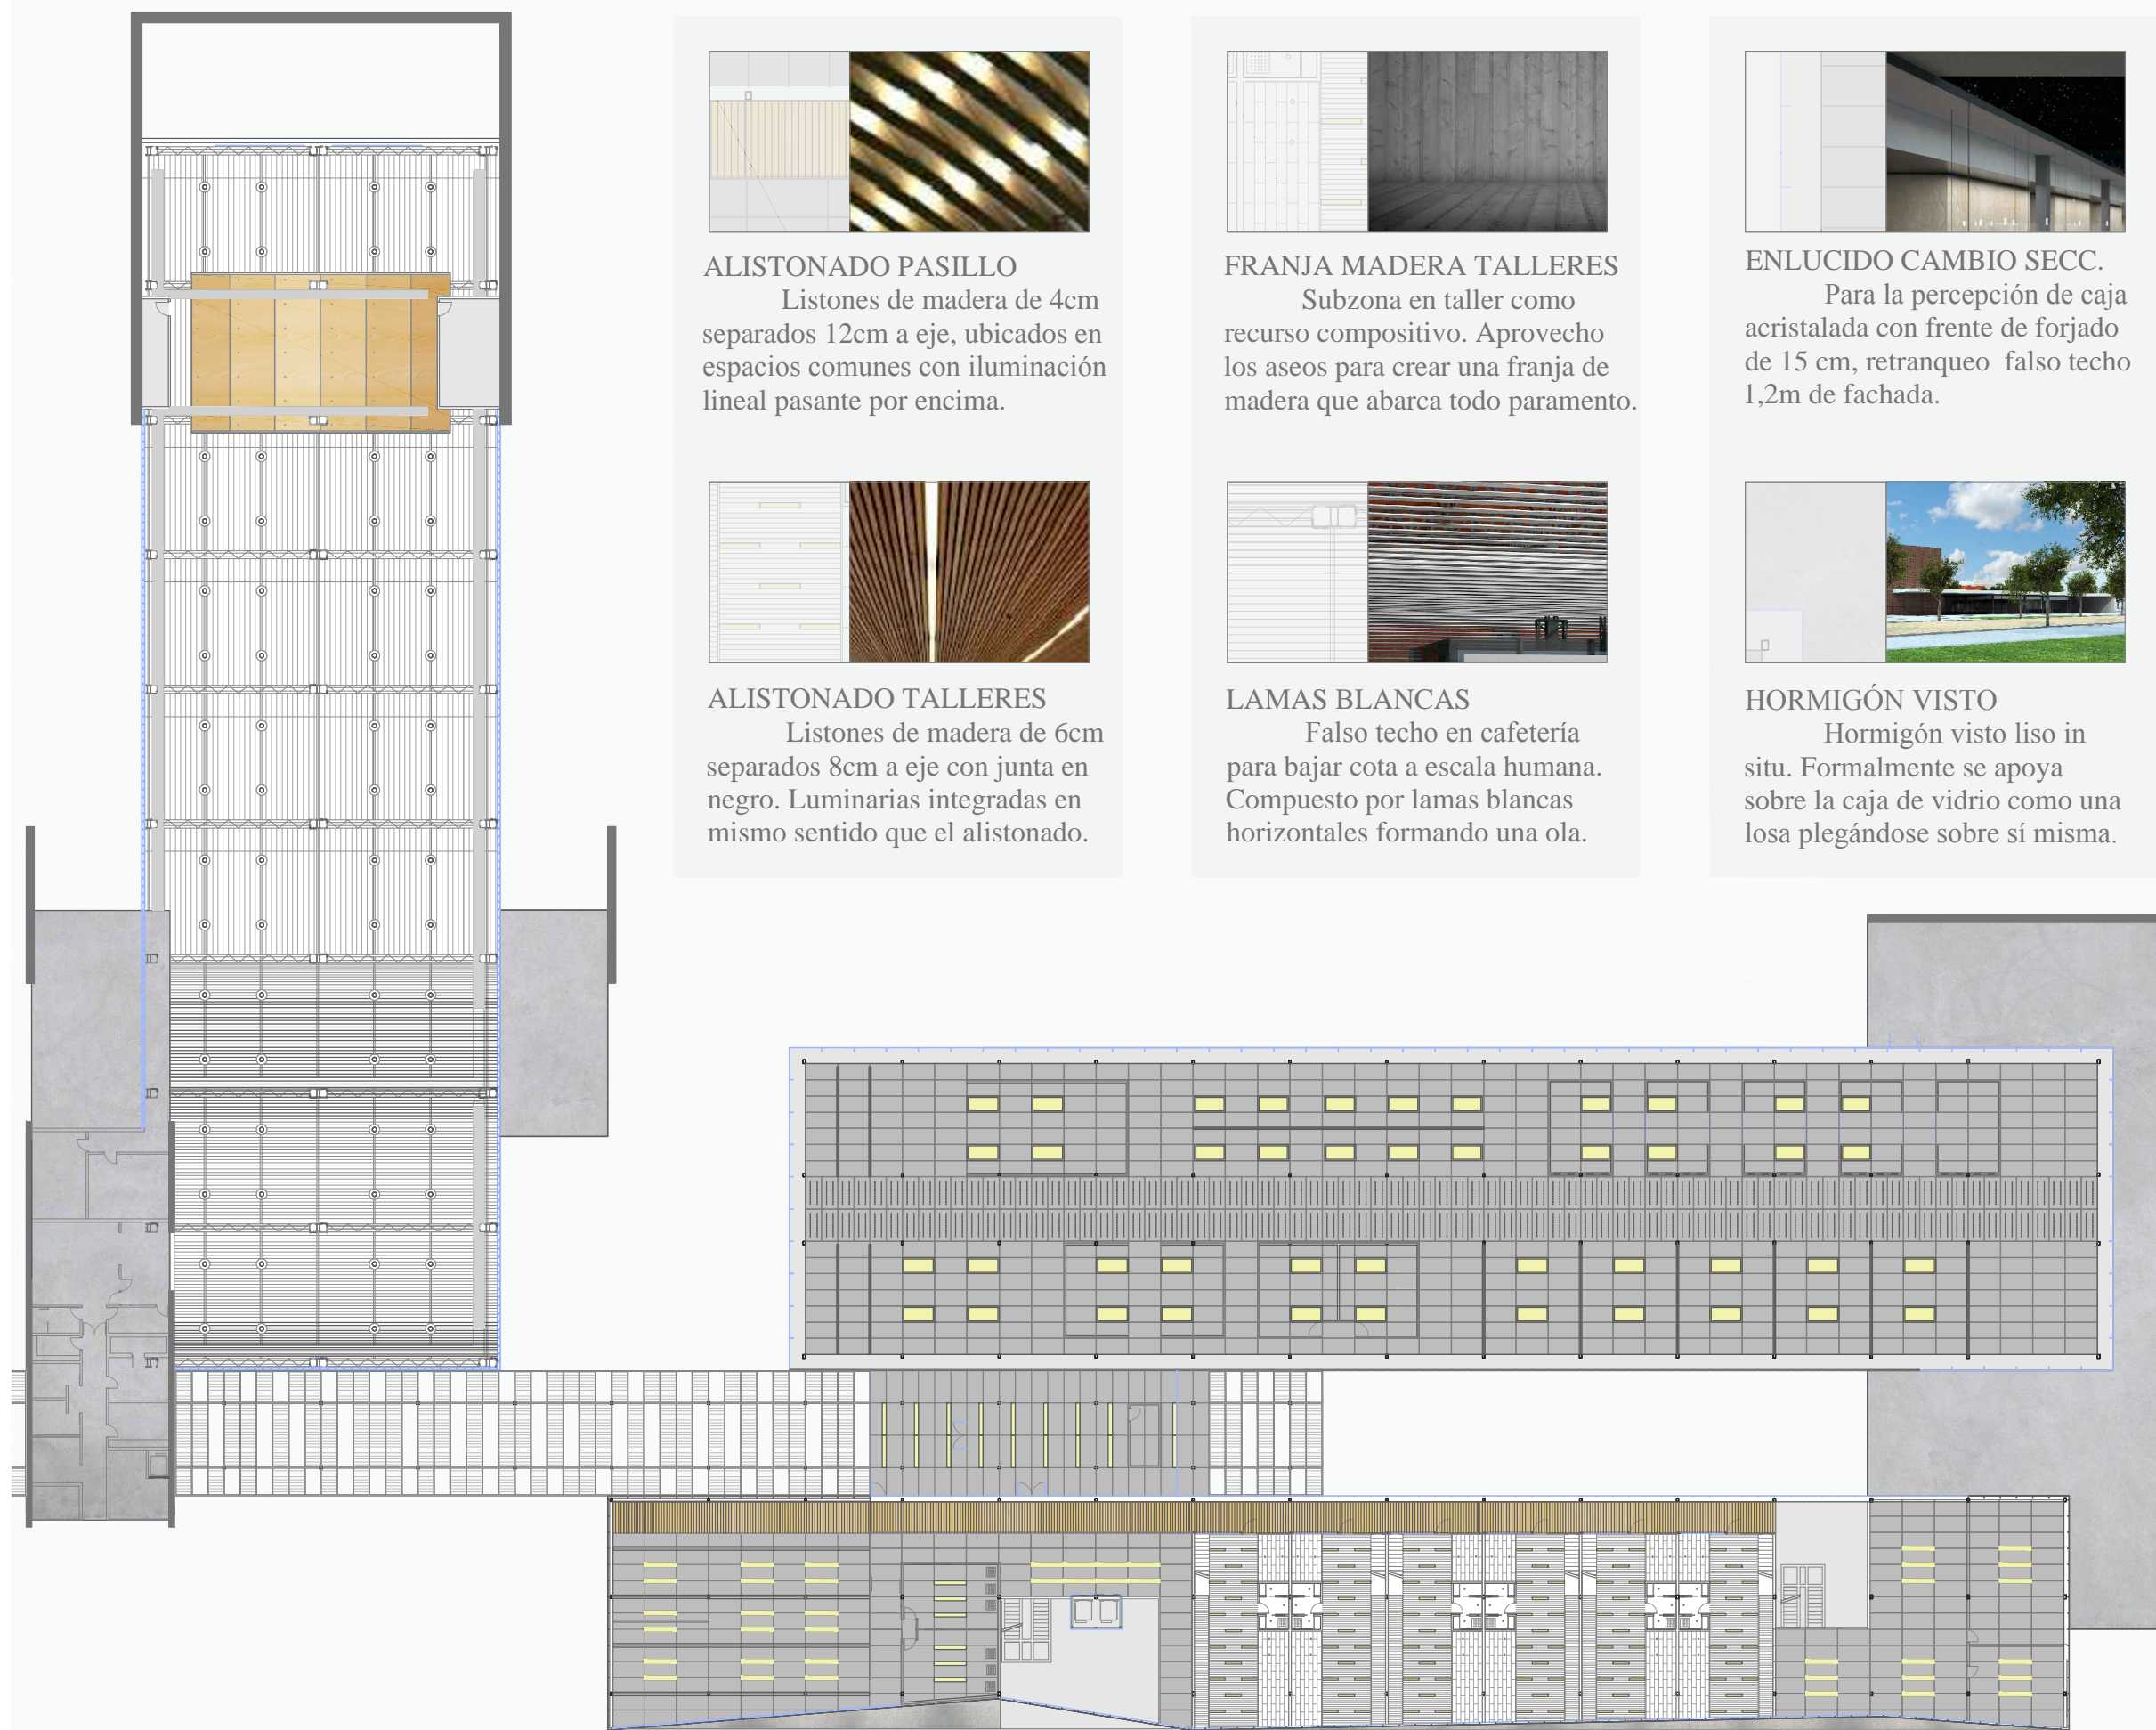 ALISTONADO PASILLO
Listones de madera de 4cm
separados 12cm a eje, ubicados en
espacios comunes con iluminación
lineal pasante por encima.
FRANJA MADERA TALLERES
Subzona en taller como
recurso compositivo. Aprovecho
los aseos para crear una franja de
madera que abarca todo paramento.
ENLUCIDO CAMBIO SECC.
Para la percepción de caja
acristalada con frente de forjado
de 15 cm, retranqueo falso techo
1,2m de fachada.
ALISTONADO TALLERES
Listones de madera de 6cm
separados 8cm a eje con junta en
negro. Luminarias integradas en
mismo sentido que el alistonado.
LAMAS BLANCAS
Falso techo en cafetería
para bajar cota a escala humana.
Compuesto por lamas blancas
horizontales formando una ola.
HORMIGÓN VISTO
Hormigón visto liso in
situ. Formalmente se apoya
sobre la caja de vidrio como una
losa plegándose sobre sí misma.